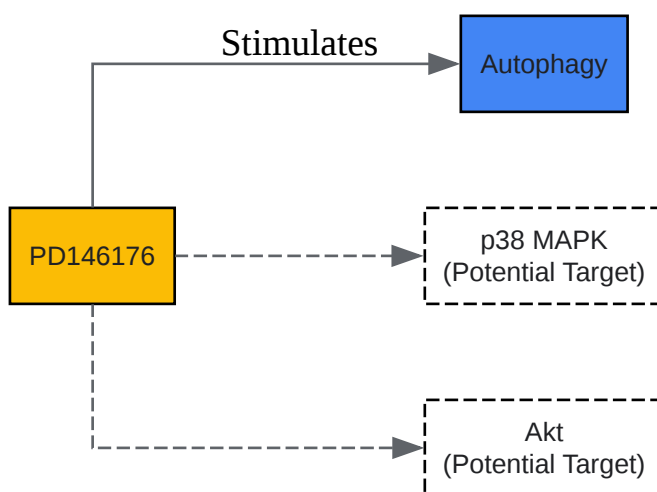 Stimulates
Autophagy
PD146176
p38 MAPK
(Potential Target)
Akt
(Potential Target)